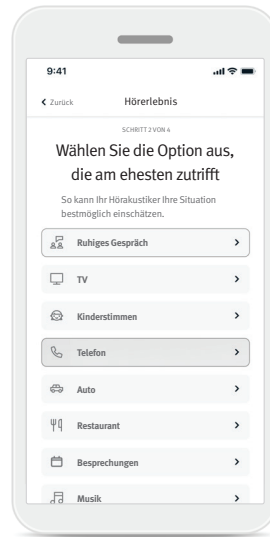 9:41
Zurück Hörerlebnis
SCHRITT 2 VON 4
Wählen Sie die Option aus,
die am ehesten zutrifft
So kann Ihr Hörakustiker Ihre Situation
bestmöglich einschätzen.
Ruhiges Gespräch
TV
Kinderstimmen
Telefon
Auto
Restaurant
Besprechungen
Musik